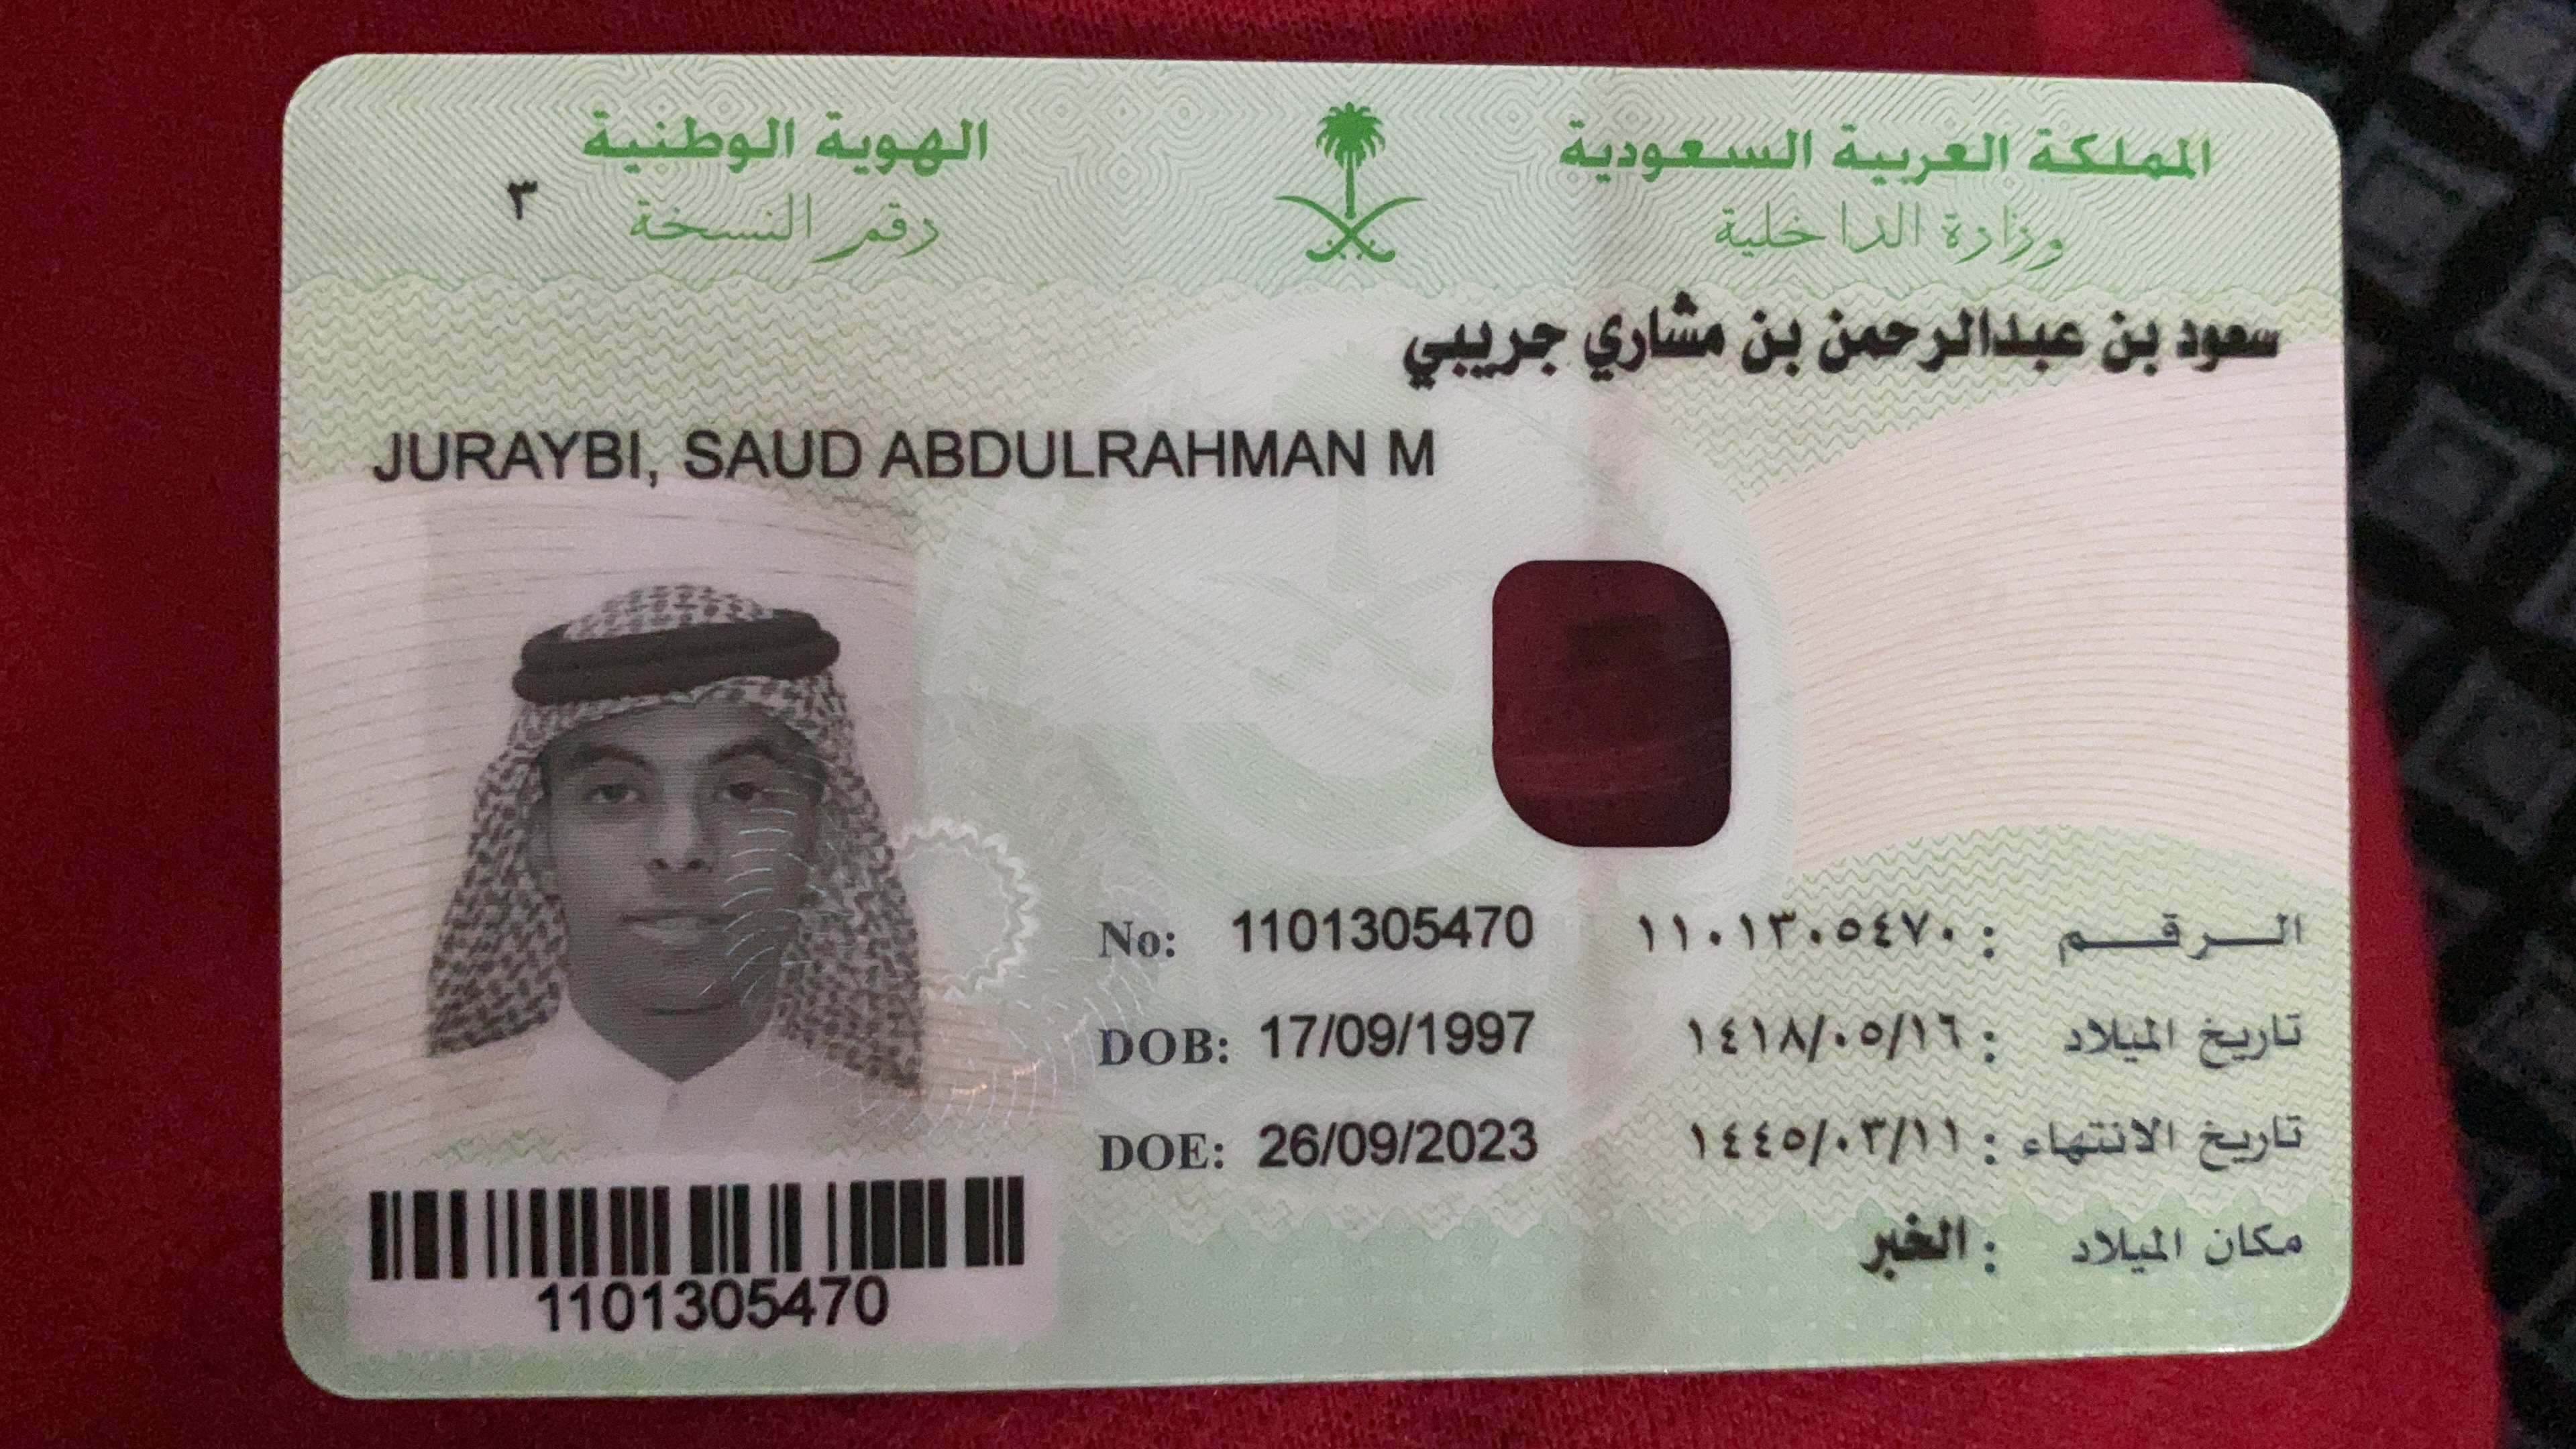 المملكة العربية السعودية
وزارة الداخلية
الهوية الوطنية
رقم النسخة ٣
سعود بن عبدالرحمن بن مشاري جريبي
JURAYBI, SAUD ABDULRAHMAN M
الرقم : ١١٠١٣٠٥٤٧٠
No: 1101305470
تاريخ الميلاد : ١٤١٨/٠٥/١٦
DOB: 17/09/1997
تاريخ الانتهاء : ١٤٤٥/٠٣/١١
DOE: 26/09/2023
مكان الميلاد : الخبر
1101305470